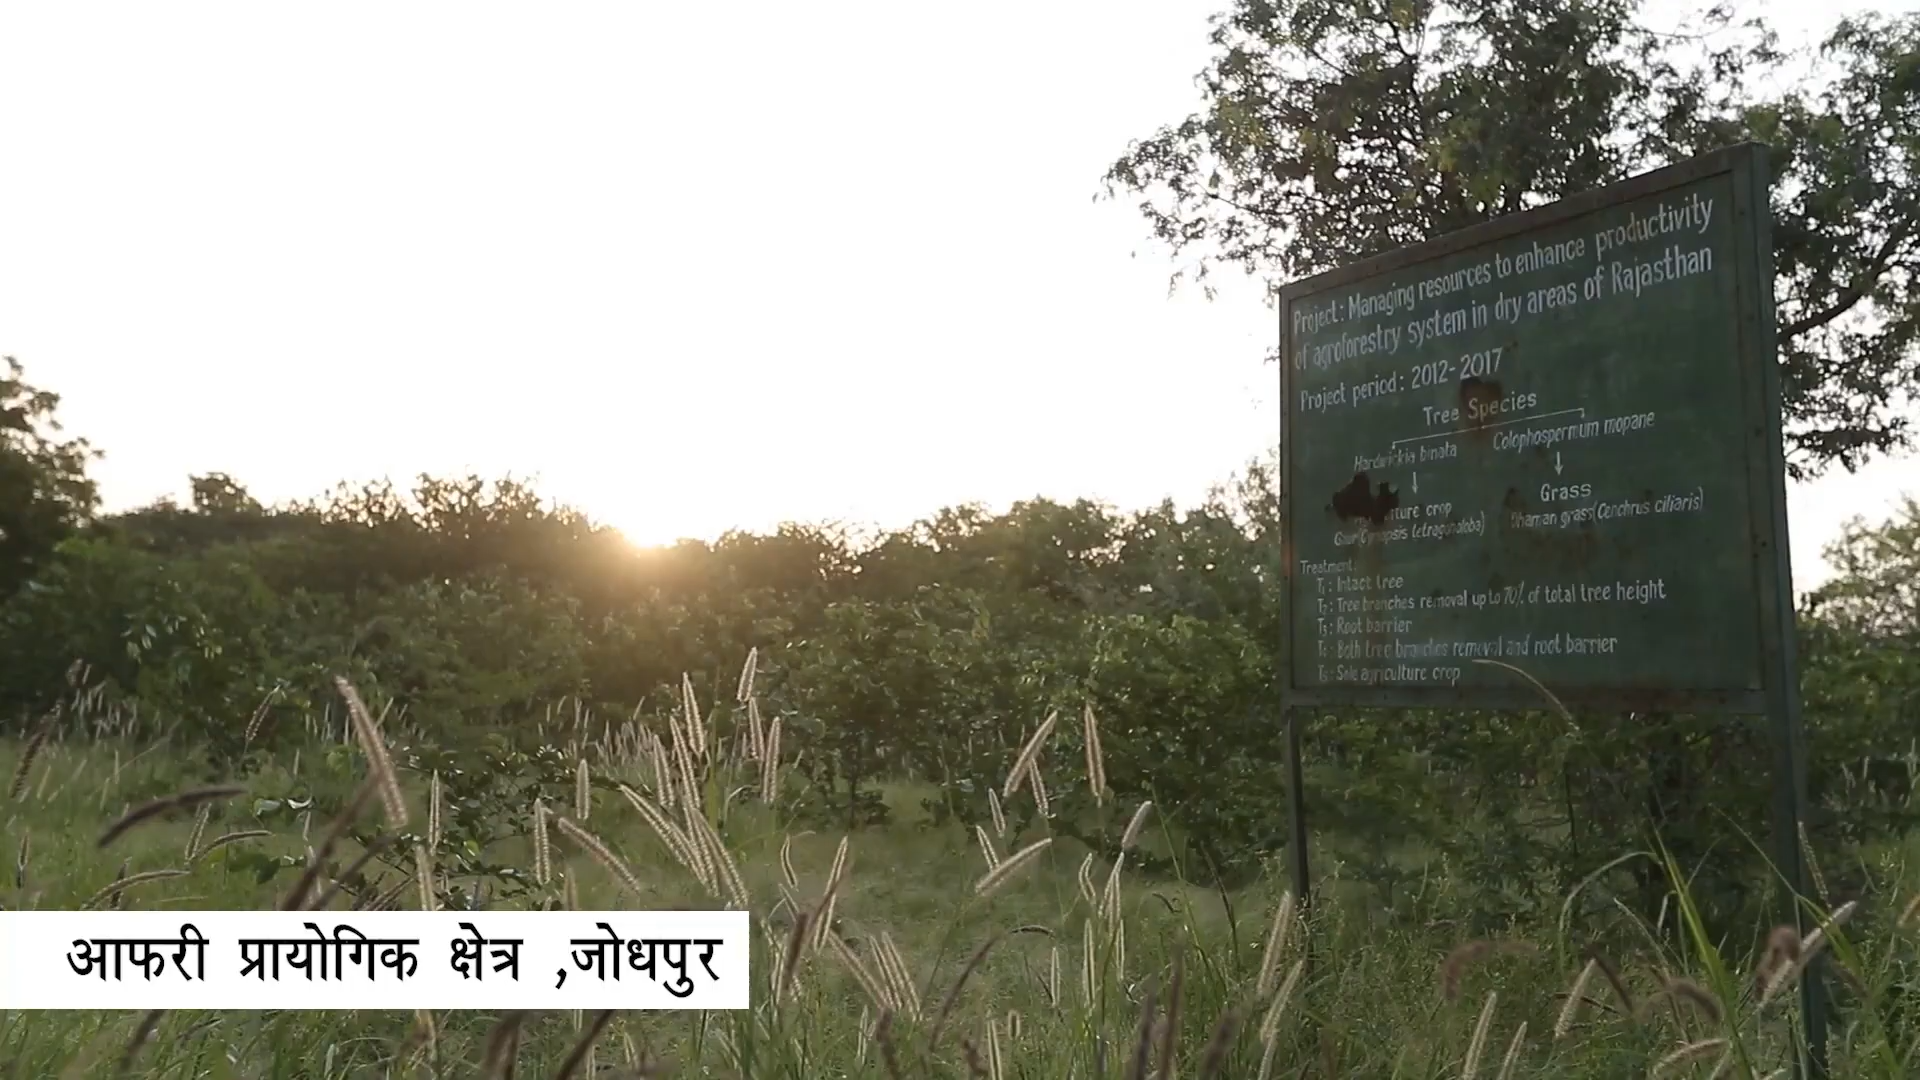 Project: Managing resources to enhance productivity
of agroforestry system in dry areas of Rajasthan
Project period: 2012-2017
Tree Species
Hardwickia binata
Colophospermum mopane
Grass
crop
Dhaman grass (Cenchrus ciliaris)
Treatment:
T1: Intact tree
T2: Tree branches removal up to 70% of total tree height
T3: Root barrier
T4: Both tree branches removal and root barrier
T5: Sole agriculture crop
आफरी प्रायोगिक क्षेत्र ,जोधपुर